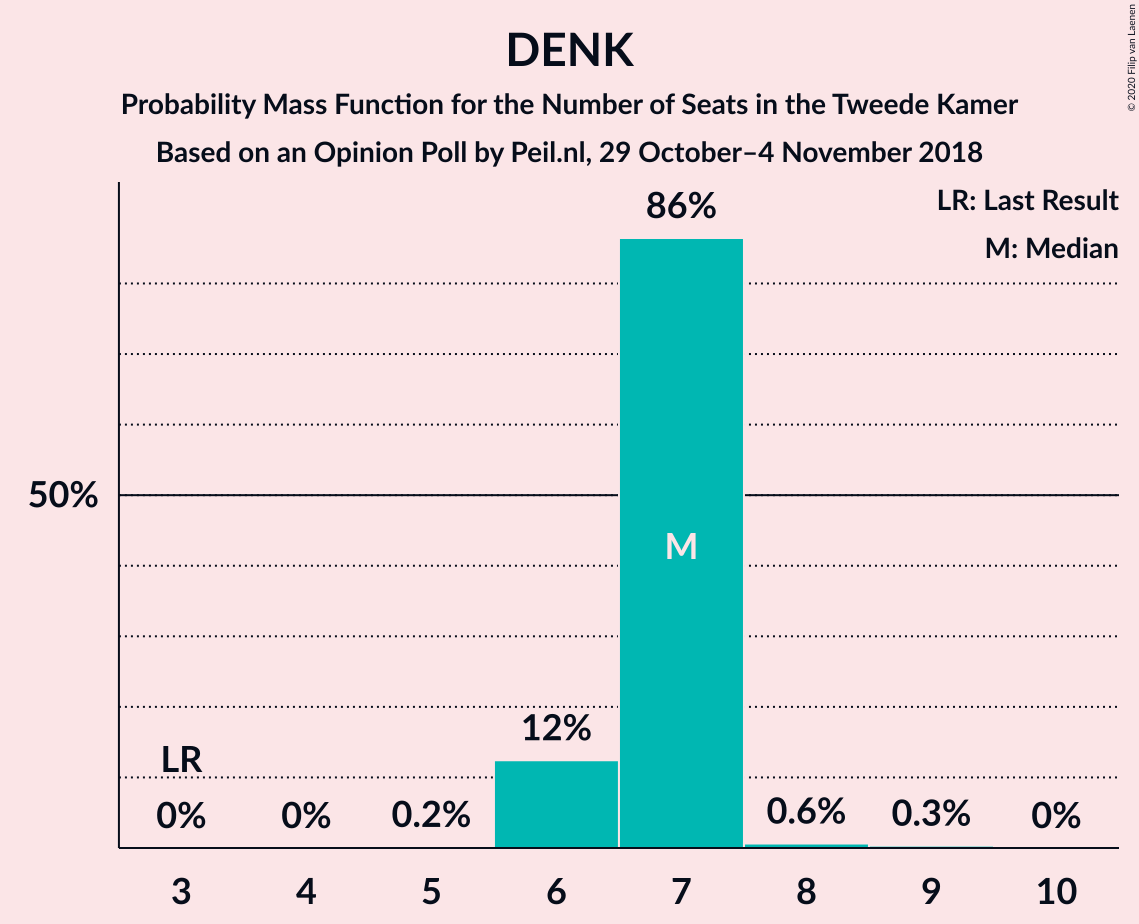 DENK
Probability Mass Function for the Number of Seats in the Tweede Kamer
Based on an Opinion Poll by Peil.nl, 29 October–4 November 2018
© 2020 Filip van Laenen
LR: Last Result
M: Median
86%
50%
M
12%
LR
0%
0%
0.2%
0.6%
0.3%
0%
3 4 5 6 7 8 9 10